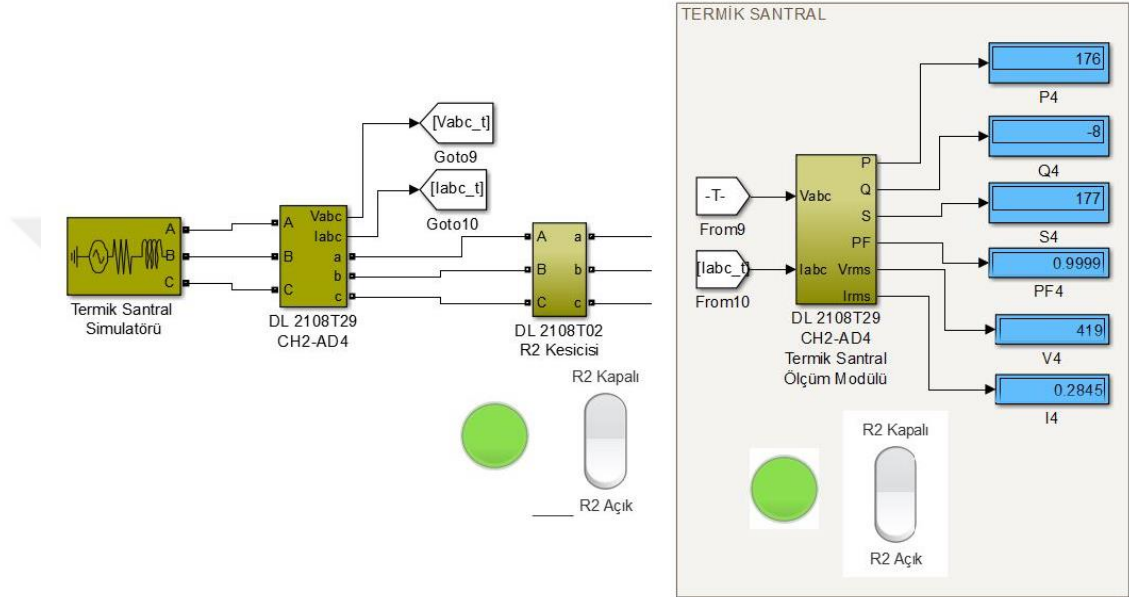 [Vabc_t]
Goto9
[Iabc_t]
Goto10
A
B
C
Termik Santral
Simulatörü
A
B
C
Vabc
Iabc
a
b
c
DL 2108T29
CH2-AD4
A
B
C
a
b
c
DL 2108T02
R2 Kesicisi
R2 Kapalı
R2 Açık
TERMİK SANTRAL
-T-
From9
[Iabc_t]
From10
Vabc
Iabc
P
Q
S
PF
Vrms
Irms
DL 2108T29
CH2-AD4
Termik Santral
Ölçüm Modülü
176
P4
-8
Q4
177
S4
0.9999
PF4
419
V4
0.2845
I4
R2 Kapalı
R2 Açık